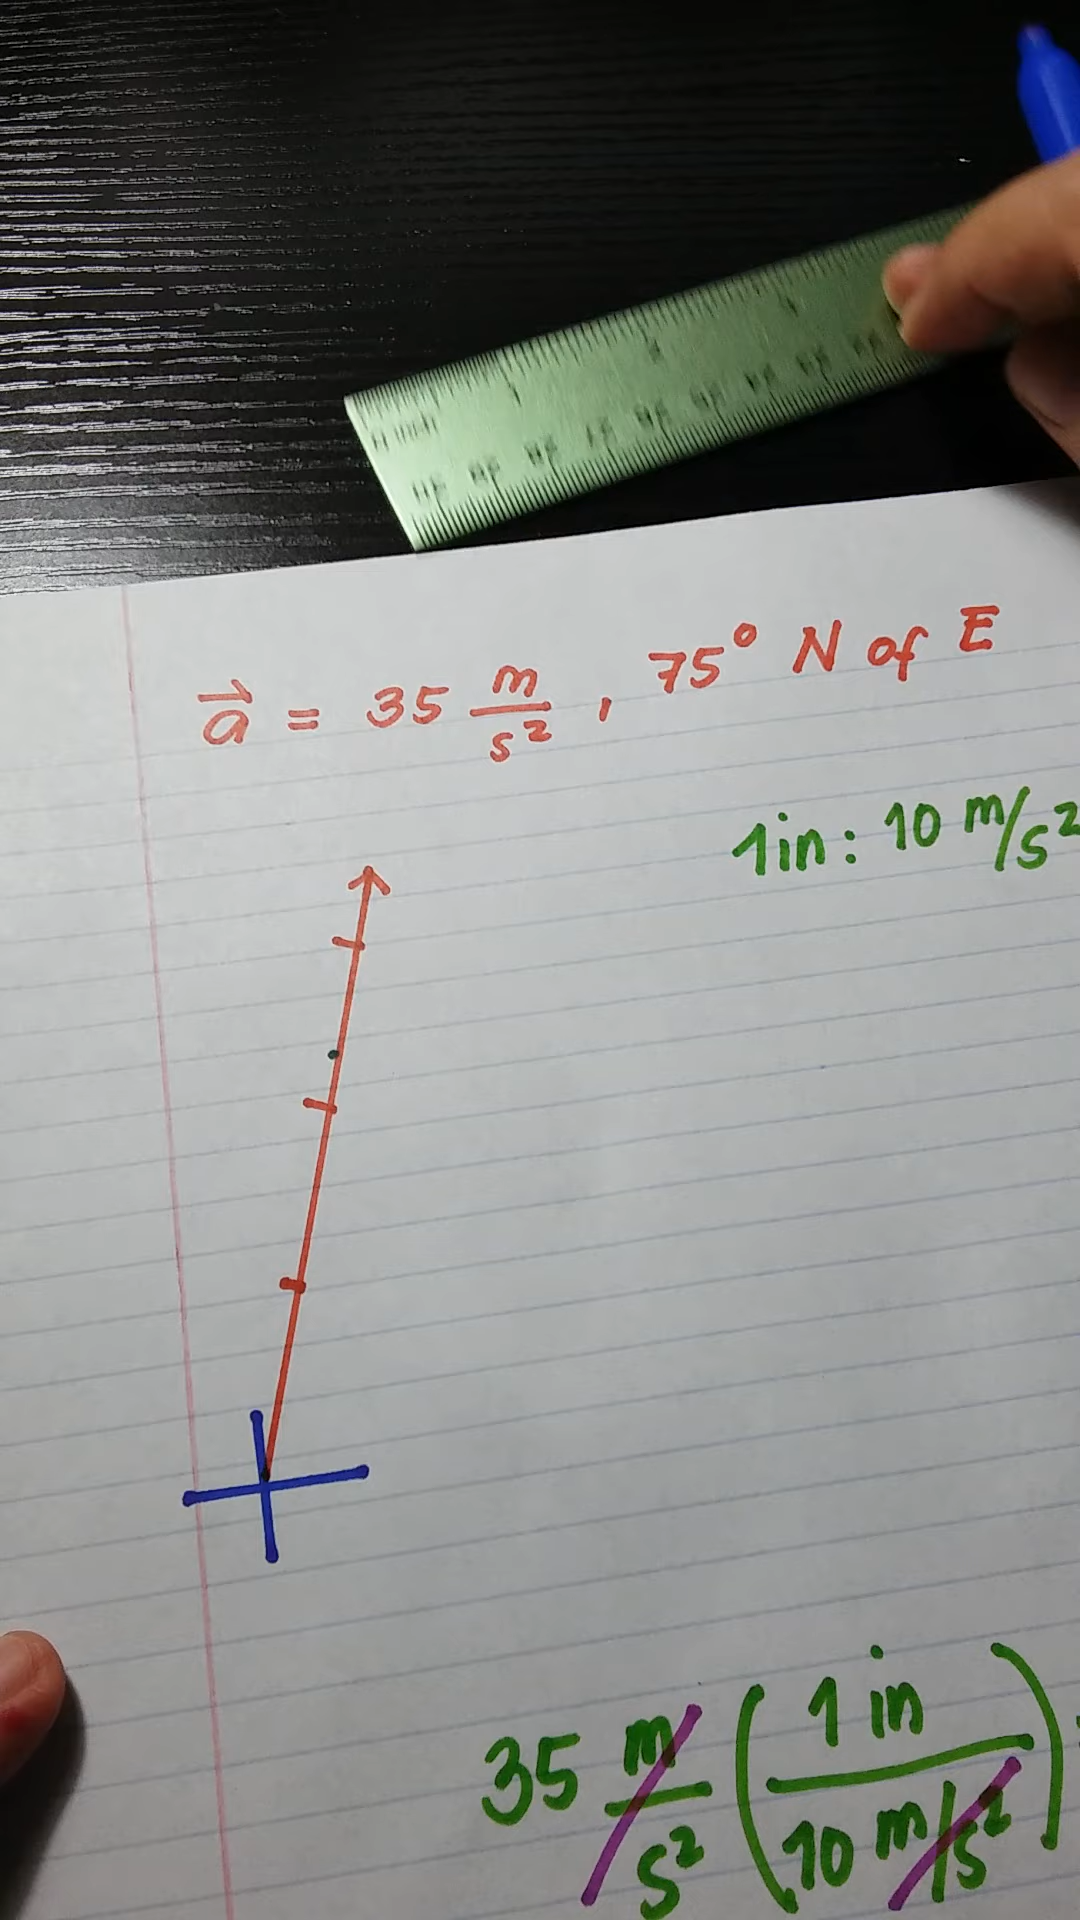 a⃗ = 35 m/s², 75° N of E
1in: 10 m/s²
35 m/s² (1 in / 10 m/s²)